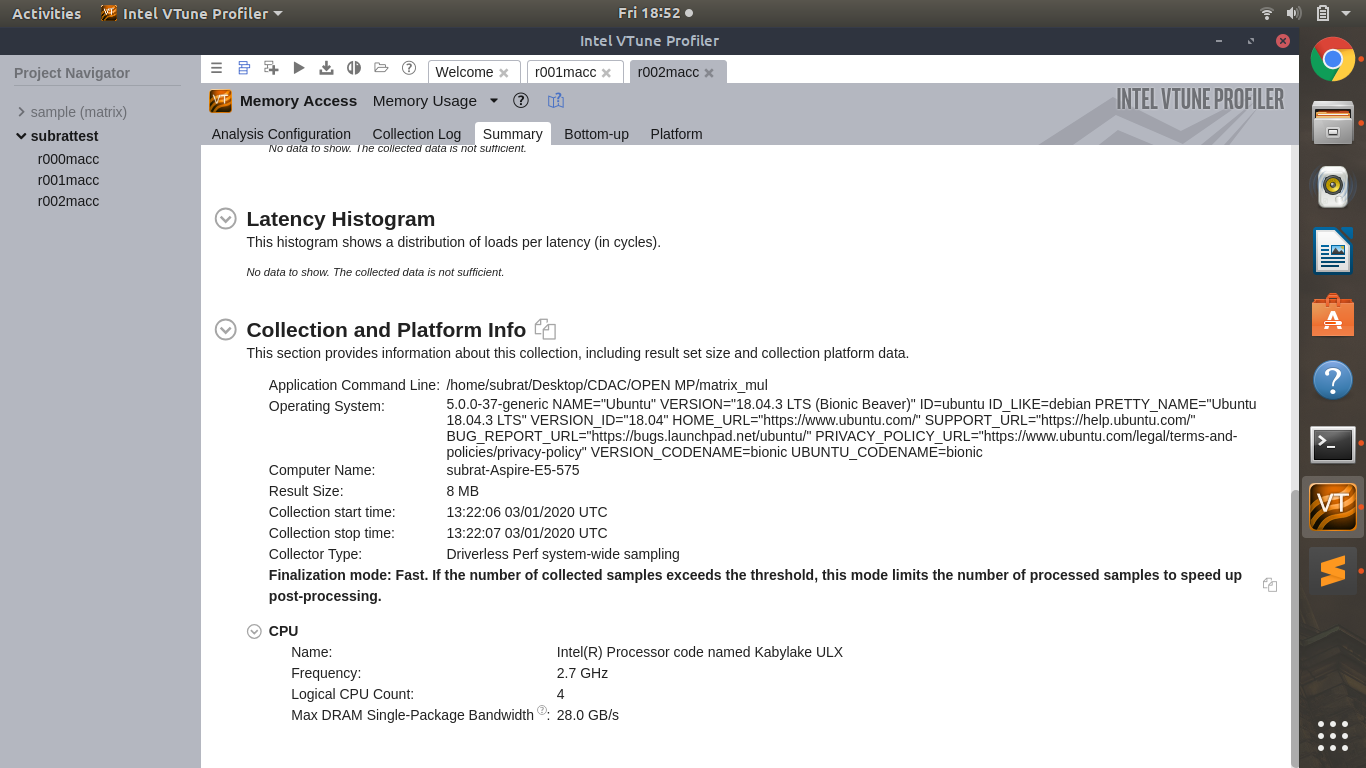 Activities
Intel VTune Profiler
Fri 18:52
Intel VTune Profiler
Project Navigator
sample (matrix)
subrattest
r000macc
r001macc
r002macc
Welcome
r001macc
r002macc
VT Memory Access Memory Usage
INTEL VTUNE PROFILER
Analysis Configuration Collection Log Summary Bottom-up Platform
No data to show. The collected data is not sufficient.
Latency Histogram
This histogram shows a distribution of loads per latency (in cycles).
No data to show. The collected data is not sufficient.
Collection and Platform Info
This section provides information about this collection, including result set size and collection platform data.
Application Command Line: /home/subrat/Desktop/CDAC/OPEN MP/matrix_mul
Operating System: 5.0.0-37-generic NAME="Ubuntu" VERSION="18.04.3 LTS (Bionic Beaver)" ID=ubuntu ID_LIKE=debian PRETTY_NAME="Ubuntu
18.04.3 LTS" VERSION_ID="18.04" HOME_URL="https://www.ubuntu.com/" SUPPORT_URL="https://help.ubuntu.com/"
BUG_REPORT_URL="https://bugs.launchpad.net/ubuntu/" PRIVACY_POLICY_URL="https://www.ubuntu.com/legal/terms-and-
policies/privacy-policy" VERSION_CODENAME=bionic UBUNTU_CODENAME=bionic
Computer Name: subrat-Aspire-E5-575
Result Size: 8 MB
Collection start time: 13:22:06 03/01/2020 UTC
Collection stop time: 13:22:07 03/01/2020 UTC
Collector Type: Driverless Perf system-wide sampling
Finalization mode: Fast. If the number of collected samples exceeds the threshold, this mode limits the number of processed samples to speed up
post-processing.
CPU
Name: Intel(R) Processor code named Kabylake ULX
Frequency: 2.7 GHz
Logical CPU Count: 4
Max DRAM Single-Package Bandwidth ?: 28.0 GB/s
VT